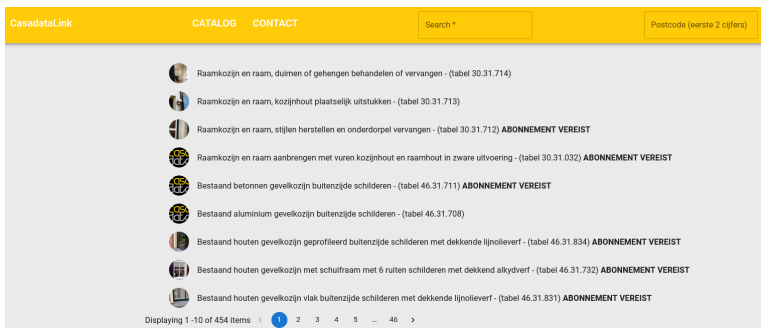 CasadataLink CATALOG CONTACT Search * Postcode (eerste 2 cijfers)
Raamkozijn en raam, duimen of gehengen behandelen of vervangen - (tabel 30.31.714)
Raamkozijn en raam, kozijnhout plaatselijk uitstukken - (tabel 30.31.713)
Raamkozijn en raam, stijlen herstellen en onderdorpel vervangen - (tabel 30.31.712) ABONNEMENT VEREIST
Raamkozijn en raam aanbrengen met vuren kozijnhout en raamhout in zware uitvoering - (tabel 30.31.032) ABONNEMENT VEREIST
Bestaand betonnen gevelkozijn buitenzijde schilderen - (tabel 46.31.711) ABONNEMENT VEREIST
Bestaand aluminium gevelkozijn buitenzijde schilderen - (tabel 46.31.708)
Bestaand houten gevelkozijn geprofileerd buitenzijde schilderen met dekkende lijnolieverf - (tabel 46.31.834) ABONNEMENT VEREIST
Bestaand houten gevelkozijn met schuifraam met 6 ruiten schilderen met dekkend alkydverf - (tabel 46.31.732) ABONNEMENT VEREIST
Bestaand houten gevelkozijn vlak buitenzijde schilderen met dekkende lijnolieverf - (tabel 46.31.831) ABONNEMENT VEREIST
Displaying 1 -10 of 454 items < 1 2 3 4 5 ... 46 >